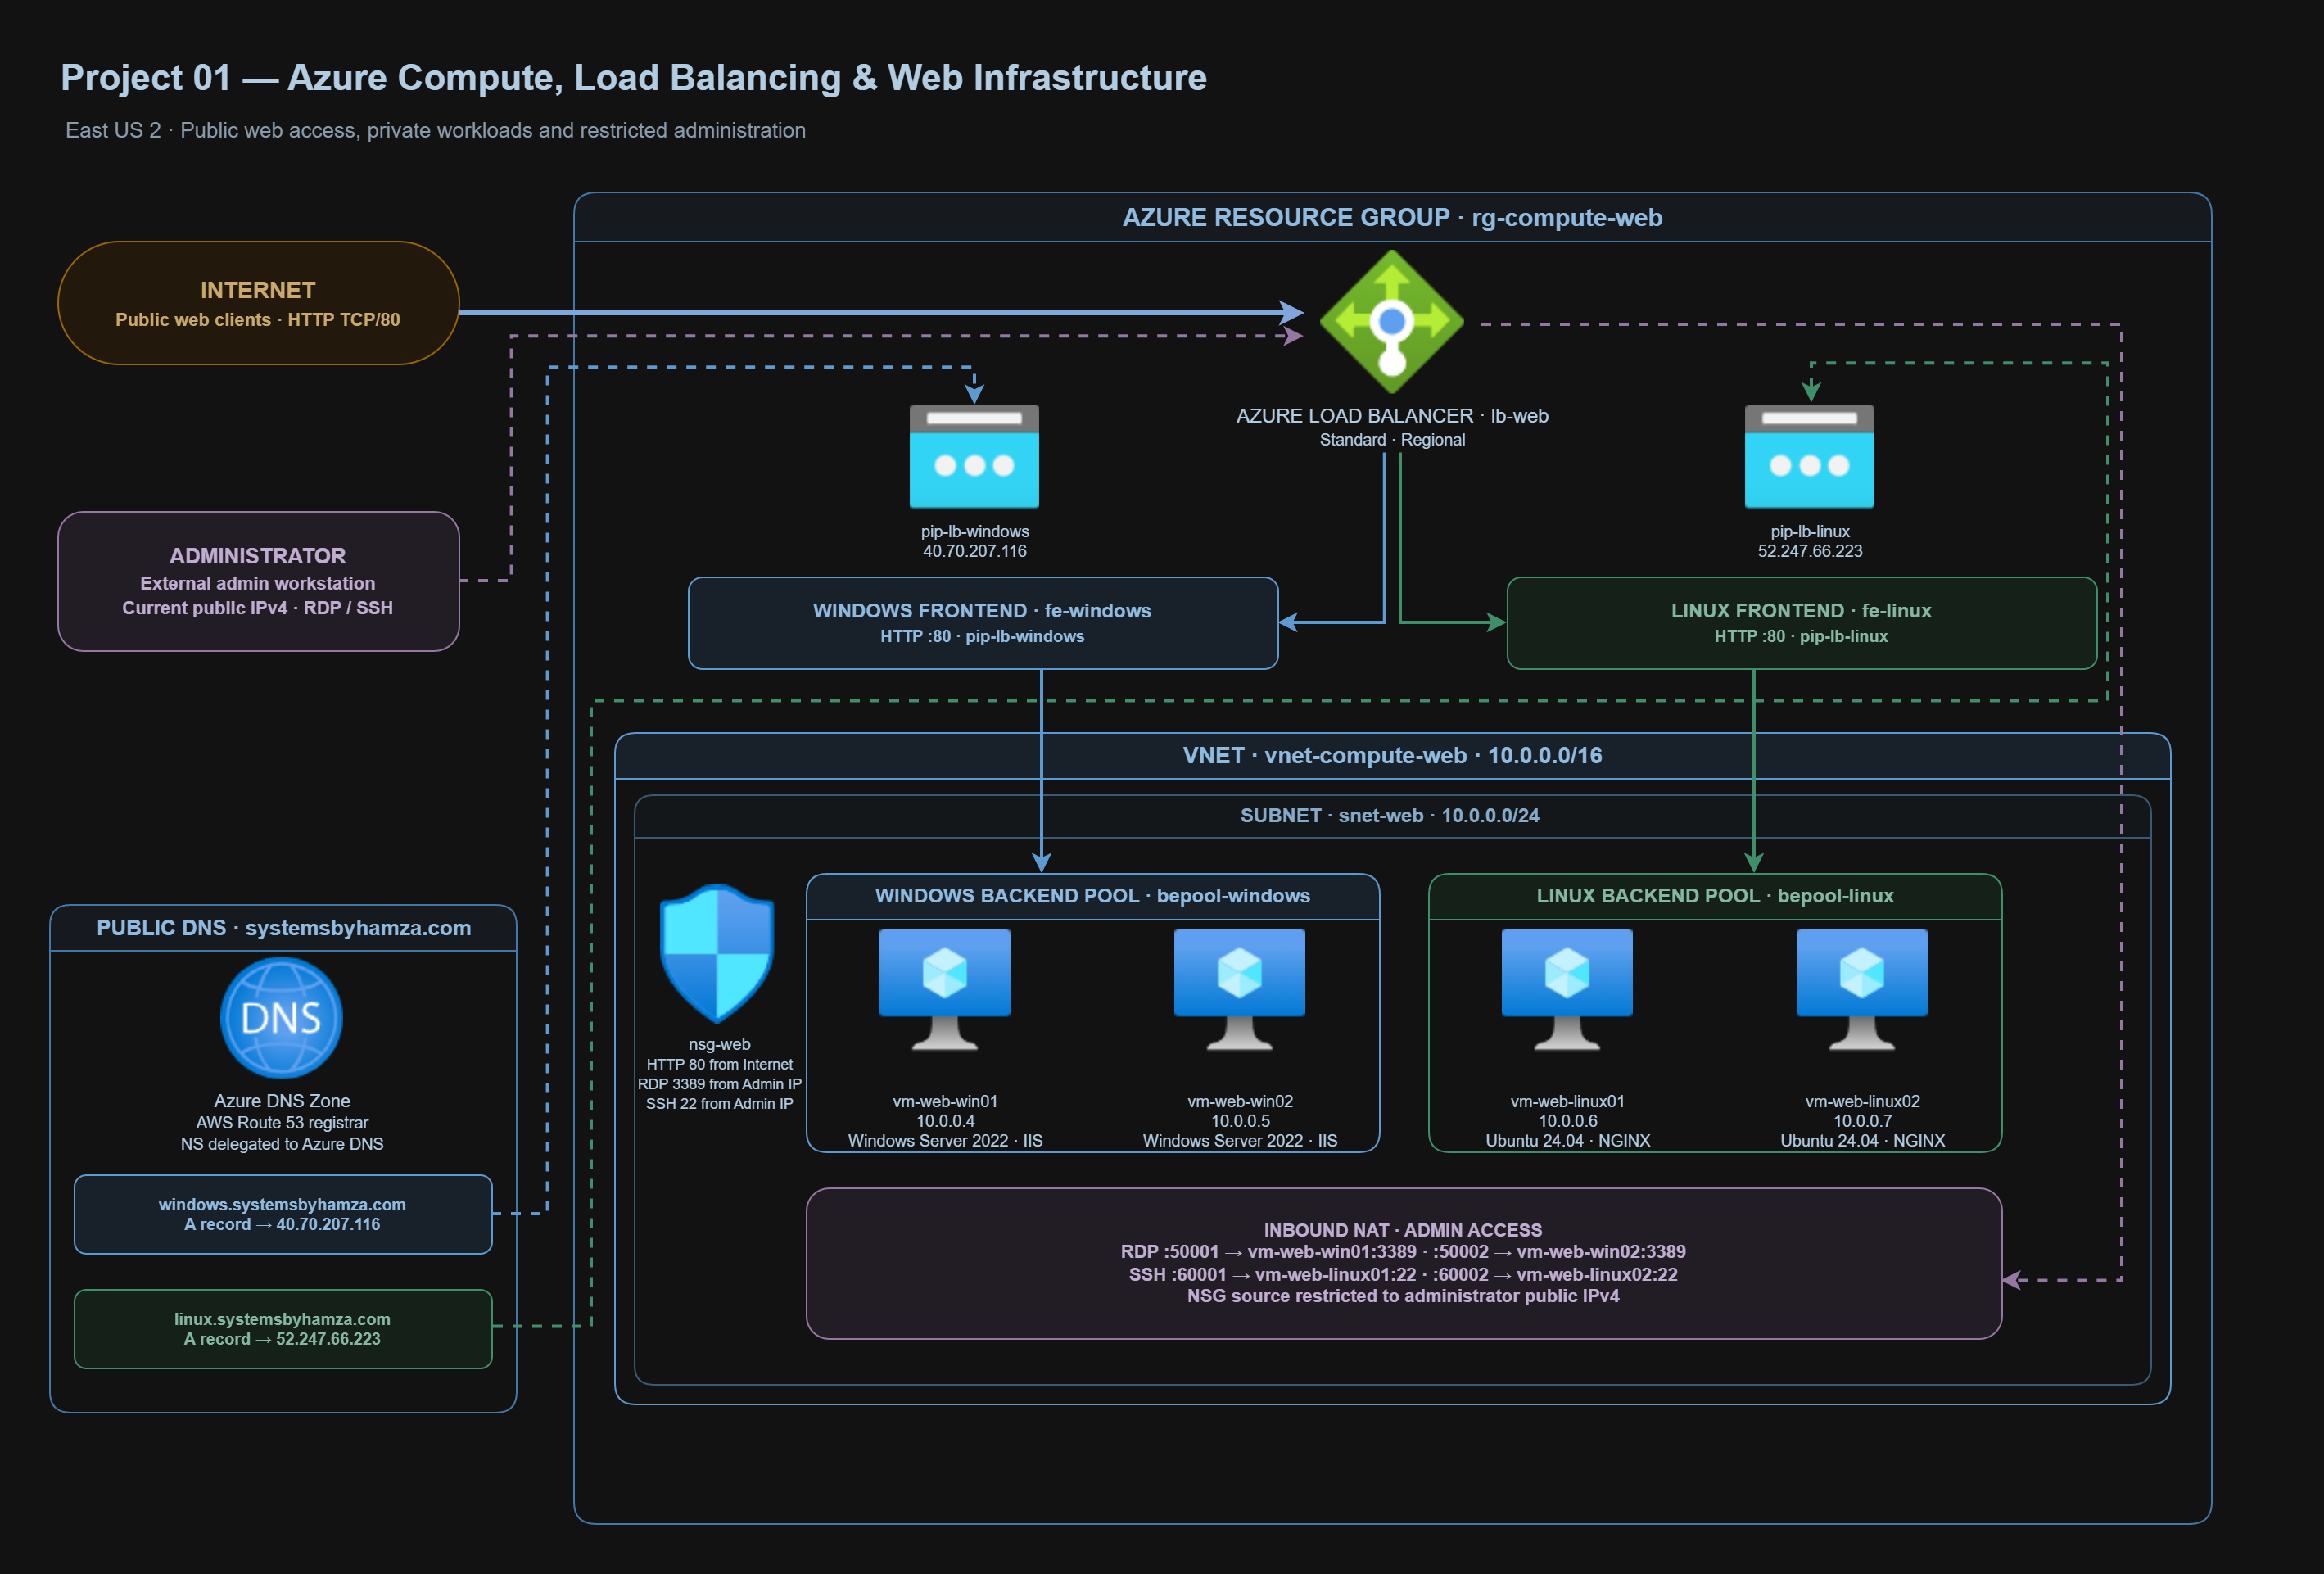 Project 01 — Azure Compute, Load Balancing & Web Infrastructure
East US 2 · Public web access, private workloads and restricted administration
AZURE RESOURCE GROUP · rg-compute-web
INTERNET
Public web clients · HTTP TCP/80
AZURE LOAD BALANCER · lb-web
Standard · Regional
pip-lb-windows
40.70.207.116
pip-lb-linux
52.247.66.223
ADMINISTRATOR
External admin workstation
Current public IPv4 · RDP / SSH
WINDOWS FRONTEND · fe-windows
HTTP :80 · pip-lb-windows
LINUX FRONTEND · fe-linux
HTTP :80 · pip-lb-linux
VNET · vnet-compute-web · 10.0.0.0/16
SUBNET · snet-web · 10.0.0.0/24
PUBLIC DNS · systemsbyhamza.com
DNS
Azure DNS Zone
AWS Route 53 registrar
NS delegated to Azure DNS
windows.systemsbyhamza.com
A record → 40.70.207.116
linux.systemsbyhamza.com
A record → 52.247.66.223
nsg-web
HTTP 80 from Internet
RDP 3389 from Admin IP
SSH 22 from Admin IP
WINDOWS BACKEND POOL · bepool-windows
vm-web-win01
10.0.0.4
Windows Server 2022 · IIS
vm-web-win02
10.0.0.5
Windows Server 2022 · IIS
LINUX BACKEND POOL · bepool-linux
vm-web-linux01
10.0.0.6
Ubuntu 24.04 · NGINX
vm-web-linux02
10.0.0.7
Ubuntu 24.04 · NGINX
INBOUND NAT · ADMIN ACCESS
RDP :50001 → vm-web-win01:3389 · :50002 → vm-web-win02:3389
SSH :60001 → vm-web-linux01:22 · :60002 → vm-web-linux02:22
NSG source restricted to administrator public IPv4